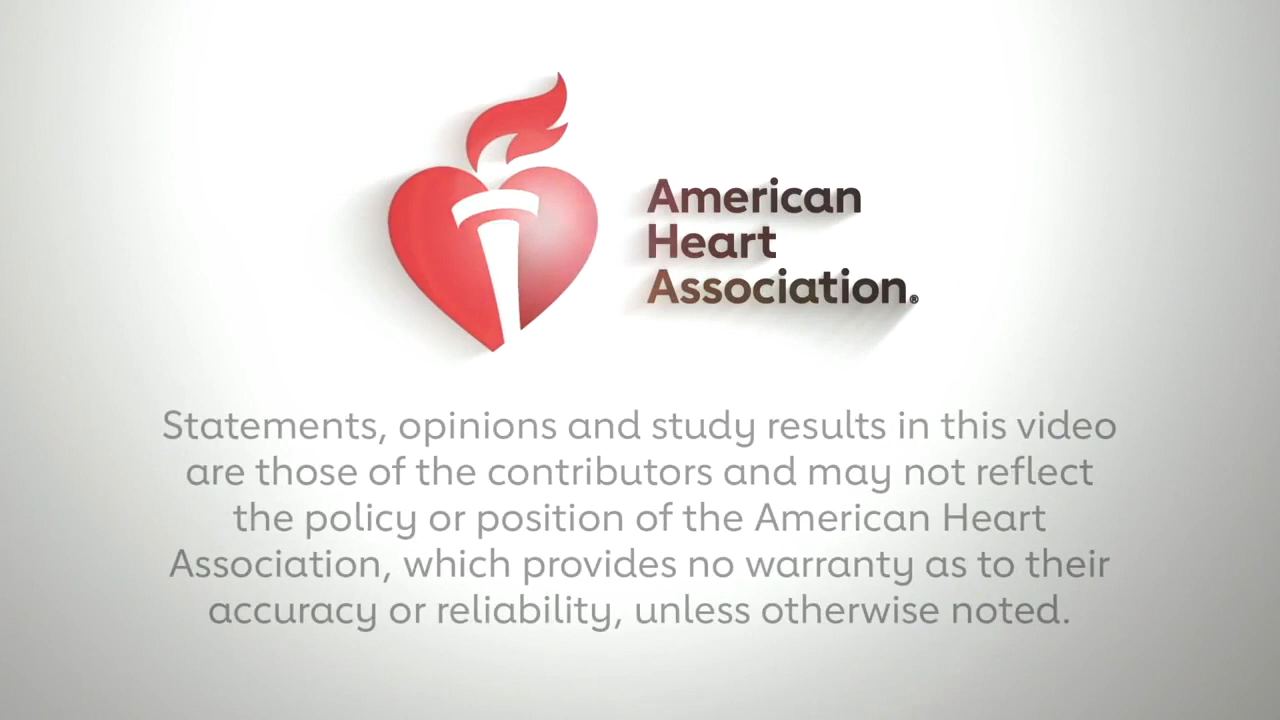 American
Heart
Association®
Statements, opinions and study results in this video
are those of the contributors and may not reflect
the policy or position of the American Heart
Association, which provides no warranty as to their
accuracy or reliability, unless otherwise noted.